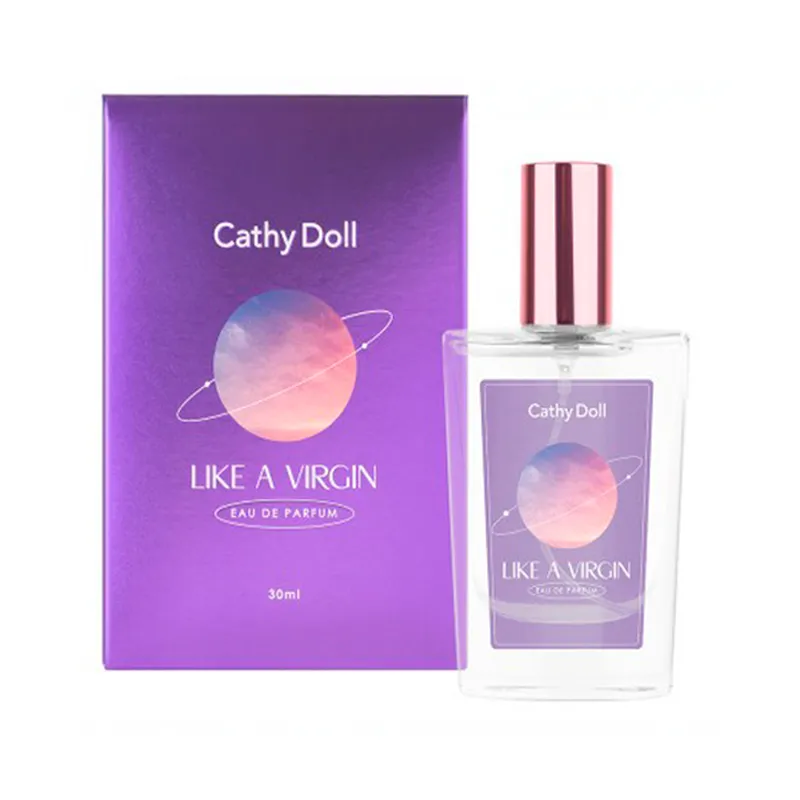 Cathy Doll
LIKE A VIRGIN
EAU DE PARFUM
30ml
Cathy Doll
LIKE A VIRGIN
EAU DE PARFUM